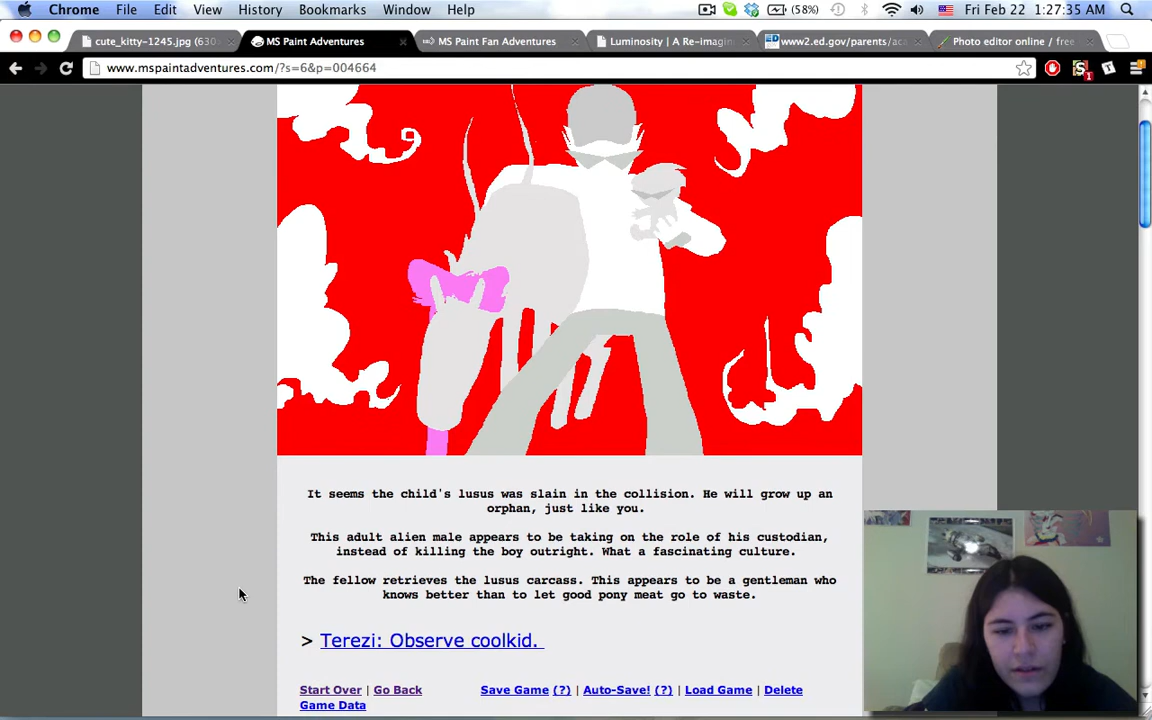 Chrome File Edit View History Bookmarks Window Help (58%) Fri Feb 22 1:27:35 AM
cute_kitty-1245.jpg (630 MS Paint Adventures MS Paint Fan Adventures Luminosity | A Re-imagin www2.ed.gov/parents/aca Photo editor online / free
www.mspaintadventures.com/?s=6&p=004664
It seems the child's lusus was slain in the collision. He will grow up an
orphan, just like you.
This adult alien male appears to be taking on the role of his custodian,
instead of killing the boy outright. What a fascinating culture.
The fellow retrieves the lusus carcass. This appears to be a gentleman who
knows better than to let good pony meat go to waste.
> Terezi: Observe coolkid.
Start Over | Go Back Save Game (?) | Auto-Save! (?) | Load Game | Delete
Game Data